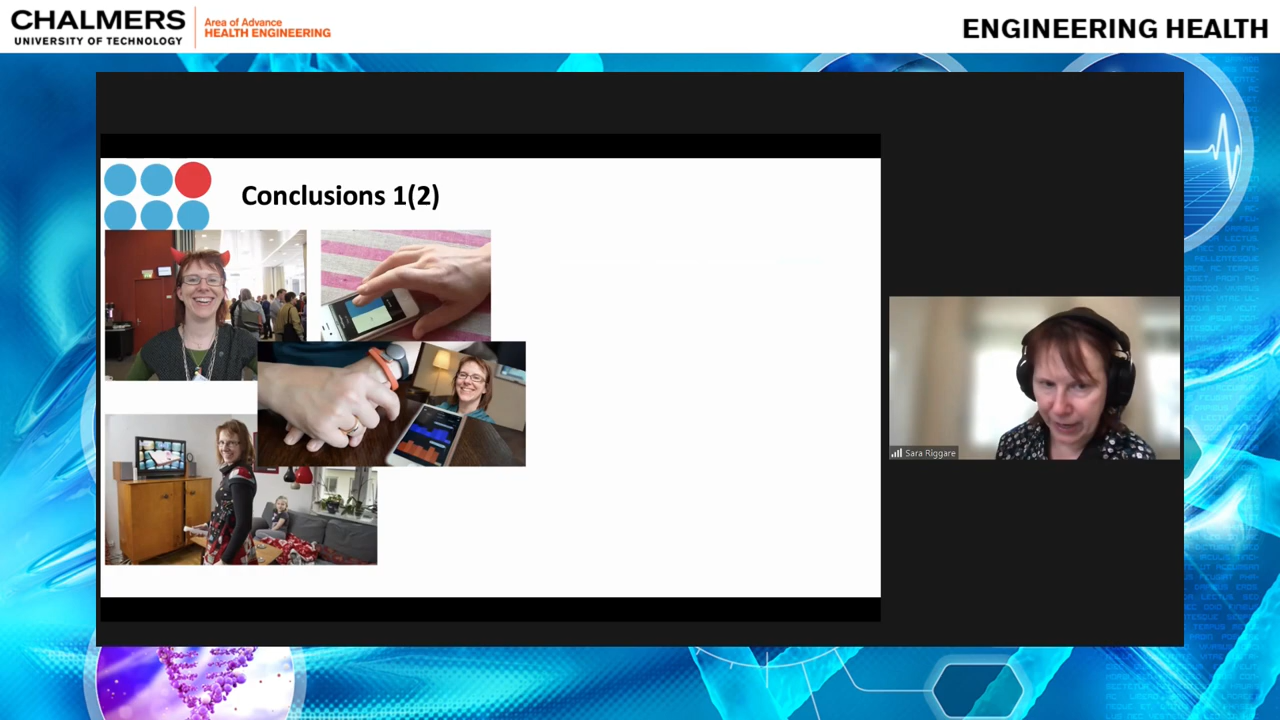 CHALMERS
UNIVERSITY OF TECHNOLOGY
Area of Advance
HEALTH ENGINEERING
ENGINEERING HEALTH
Conclusions 1(2)
Sara Riggare